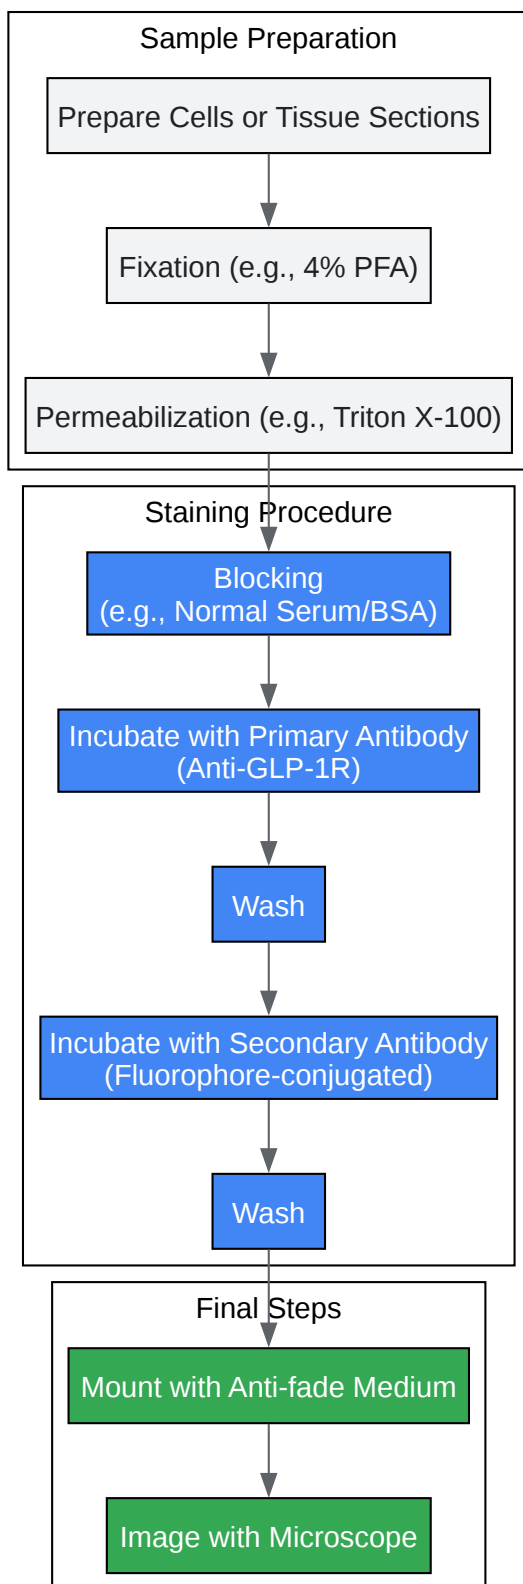 Sample Preparation
Prepare Cells or Tissue Sections
Fixation (e.g., 4% PFA)
Permeabilization (e.g., Triton X-100)
Staining Procedure
Blocking
(e.g., Normal Serum/BSA)
Incubate with Primary Antibody
(Anti-GLP-1R)
Wash
Incubate with Secondary Antibody
(Fluorophore-conjugated)
Wash
Final Steps
Mount with Anti-fade Medium
Image with Microscope